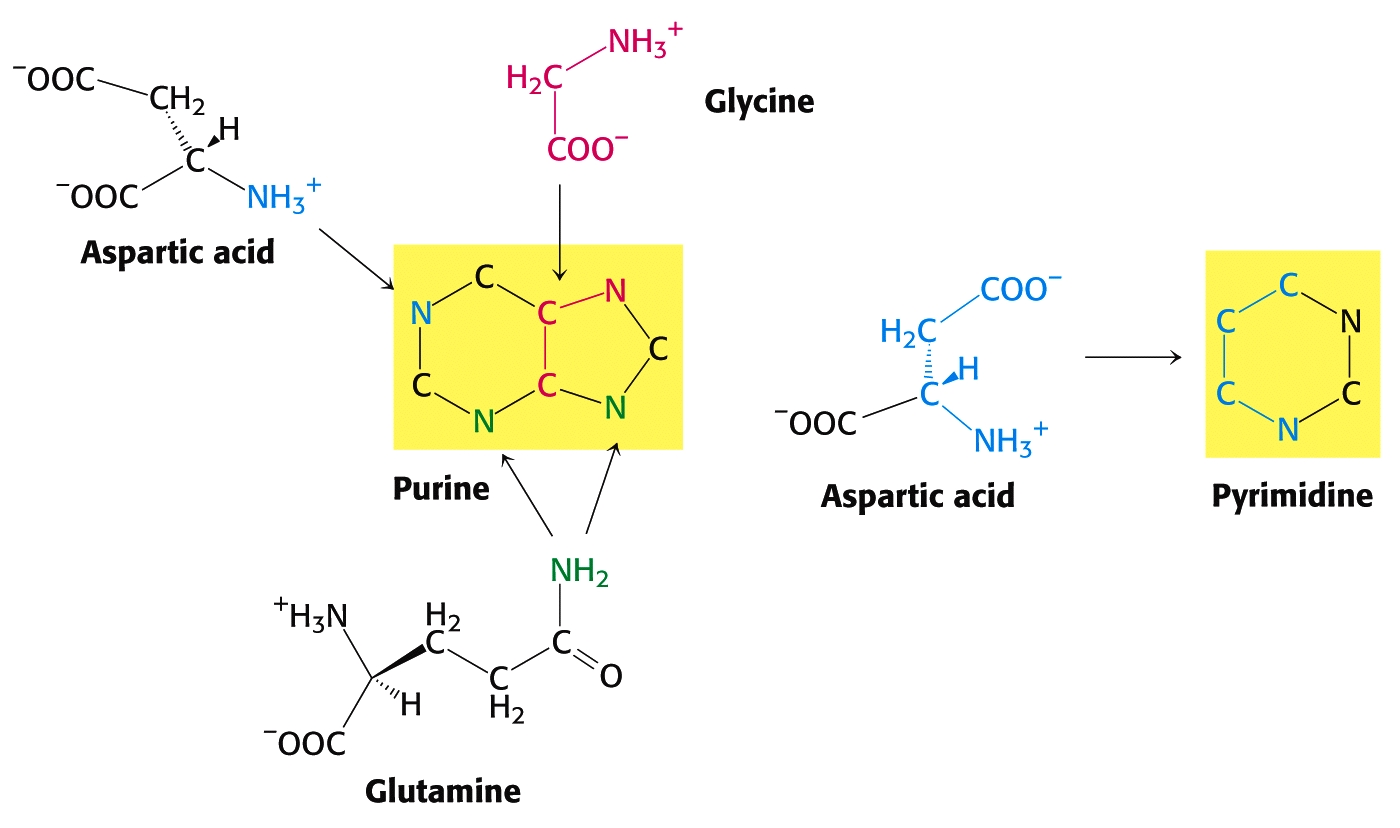 ⁻OOC
CH₂
H
C
⁻OOC
NH₃⁺
Aspartic acid
NH₃⁺
H₂C
COO⁻
Glycine
C
N
N
C
C
C
C
N
N
Purine
NH₂
⁺H₃N
H₂
C
C
O
C
H
H₂
⁻OOC
Glutamine
COO⁻
H₂C
H
C
⁻OOC
NH₃⁺
Aspartic acid
C
C
N
C
C
N
Pyrimidine